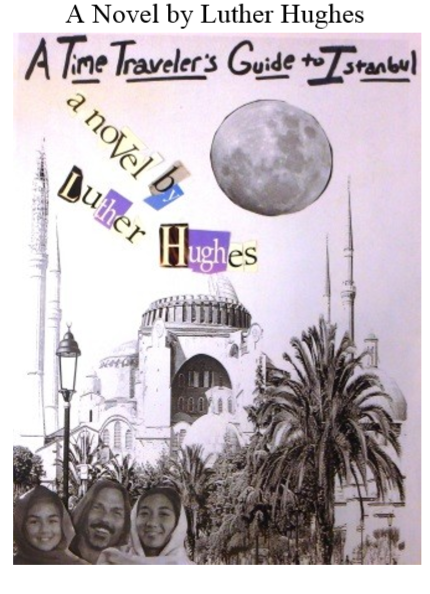 A Novel by Luther Hughes
A Time Traveler's Guide to Istanbul
a novel by
Luther
Hughes